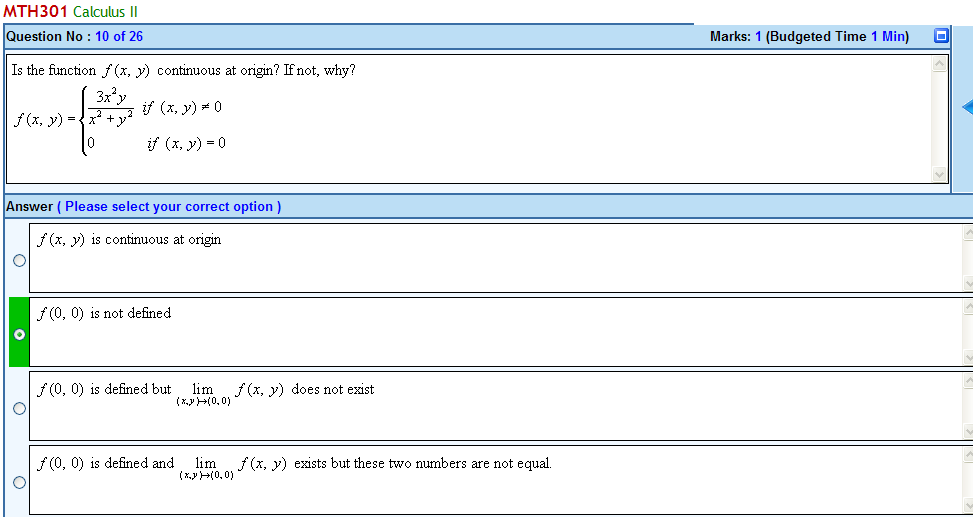 MTH301 Calculus II
Question No : 10 of 26 Marks: 1 (Budgeted Time 1 Min)
Is the function f (x, y) continuous at origin? If not, why?
f (x, y) = { 3x²y / x² + y² if (x, y) ≠ 0
0 if (x, y) = 0
Answer ( Please select your correct option )
f (x, y) is continuous at origin
f (0, 0) is not defined
f (0, 0) is defined but lim (x,y)→(0,0) f (x, y) does not exist
f (0, 0) is defined and lim (x,y)→(0,0) f (x, y) exists but these two numbers are not equal.